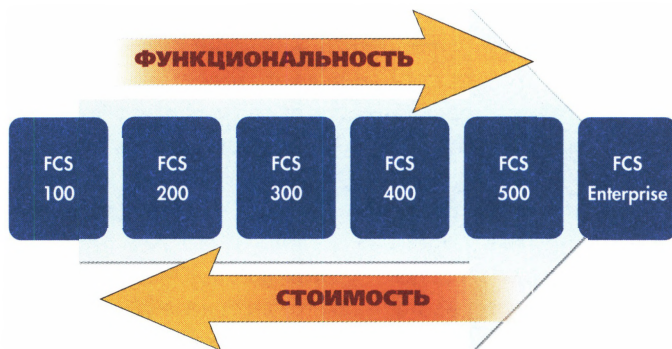 ФУНКЦИОНАЛЬНОСТЬ
FCS
100
FCS
200
FCS
300
FCS
400
FCS
500
FCS
Enterprise
СТОИМОСТЬ